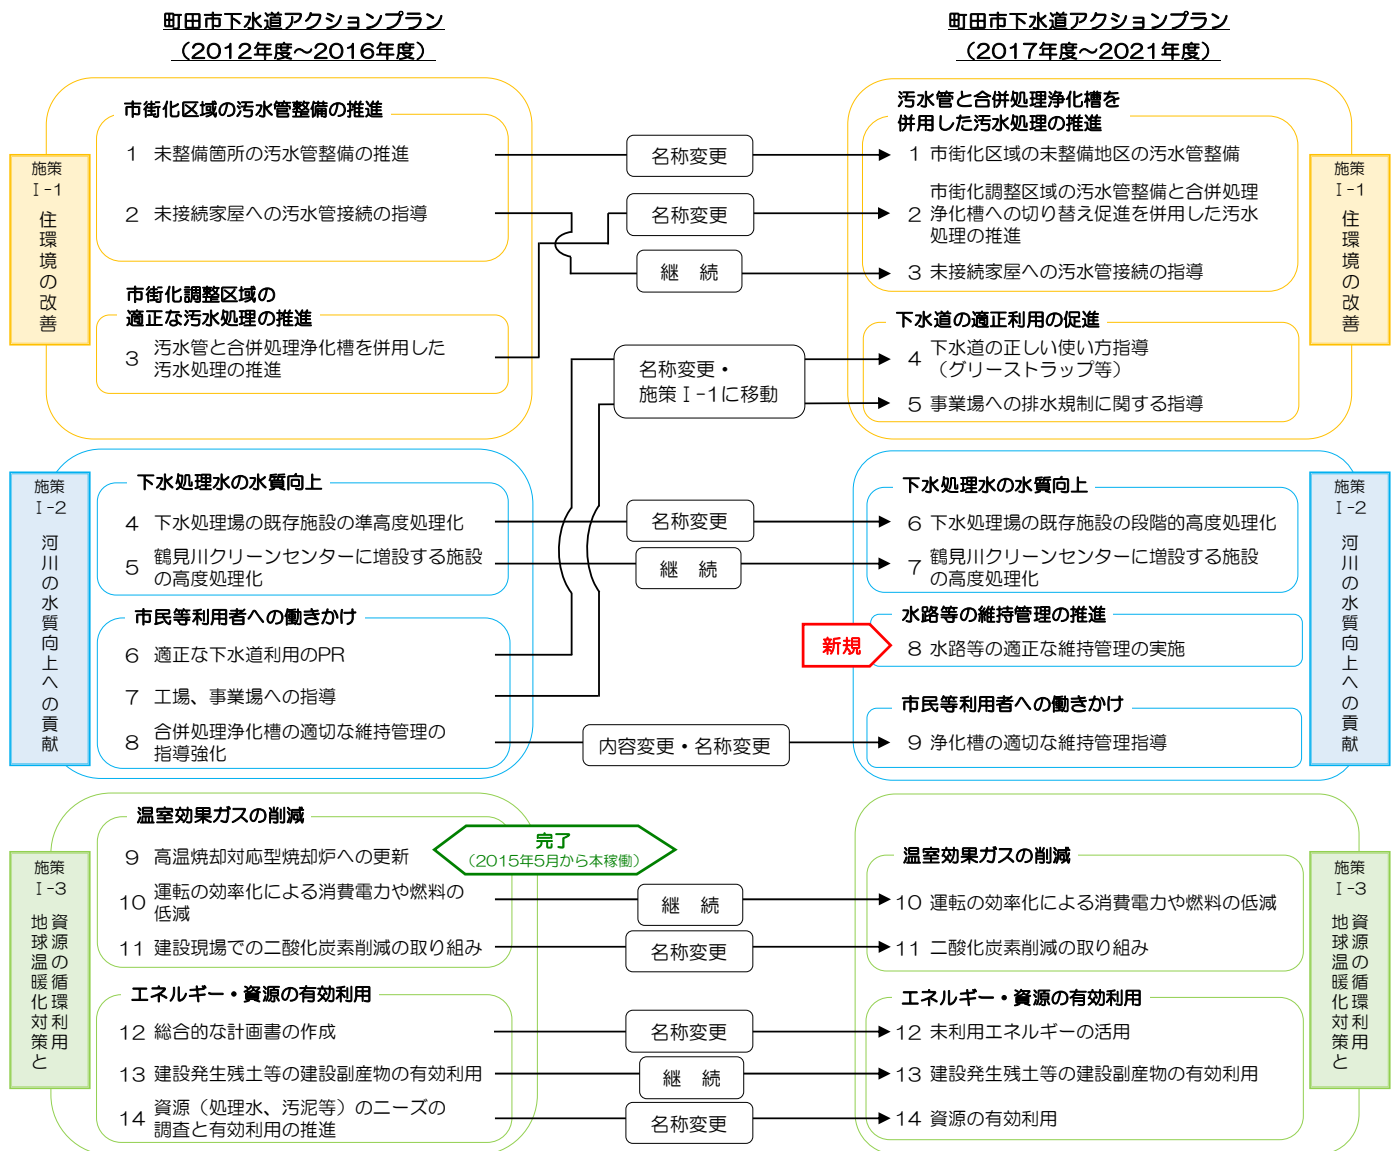 町田市下水道アクションプラン
（2012年度～2016年度）
施策
Ⅰ-1
住環境の改善
市街化区域の汚水管整備の推進
1 未整備箇所の汚水管整備の推進
2 未接続家屋への汚水管接続の指導
市街化調整区域の
適正な汚水処理の推進
3 汚水管と合併処理浄化槽を併用した
汚水処理の推進
施策
Ⅰ-2
河川の水質向上への貢献
下水処理水の水質向上
4 下水処理場の既存施設の準高度処理化
5 鶴見川クリーンセンターに増設する施設
の高度処理化
市民等利用者への働きかけ
6 適正な下水道利用のPR
7 工場、事業場への指導
8 合併処理浄化槽の適切な維持管理の
指導強化
施策
Ⅰ-3
資源の循環利用
地球温暖化対策と
温室効果ガスの削減
9 高温焼却対応型焼却炉への更新
10 運転の効率化による消費電力や燃料の
低減
11 建設現場での二酸化炭素削減の取り組み
エネルギー・資源の有効利用
12 総合的な計画書の作成
13 建設発生残土等の建設副産物の有効利用
14 資源（処理水、汚泥等）のニーズの
調査と有効利用の推進
名称変更
名称変更
継　続
名称変更・
施策Ⅰ-1に移動
名称変更
継　続
新規
内容変更・名称変更
完了
（2015年5月から本稼働）
継　続
名称変更
名称変更
継　続
名称変更
町田市下水道アクションプラン
（2017年度～2021年度）
汚水管と合併処理浄化槽を
併用した汚水処理の推進
1 市街化区域の未整備地区の汚水管整備
市街化調整区域の汚水管整備と合併処理
2 浄化槽への切り替え促進を併用した汚水
処理の推進
3 未接続家屋への汚水管接続の指導
下水道の適正利用の促進
4 下水道の正しい使い方指導
（グリーストラップ等）
5 事業場への排水規制に関する指導
施策
Ⅰ-1
住環境の改善
下水処理水の水質向上
6 下水処理場の既存施設の段階的高度処理化
7 鶴見川クリーンセンターに増設する施設
の高度処理化
水路等の維持管理の推進
8 水路等の適正な維持管理の実施
市民等利用者への働きかけ
9 浄化槽の適切な維持管理指導
施策
Ⅰ-2
河川の水質向上への貢献
温室効果ガスの削減
10 運転の効率化による消費電力や燃料の低減
11 二酸化炭素削減の取り組み
エネルギー・資源の有効利用
12 未利用エネルギーの活用
13 建設発生残土等の建設副産物の有効利用
14 資源の有効利用
施策
Ⅰ-3
資源の循環利用
地球温暖化対策と